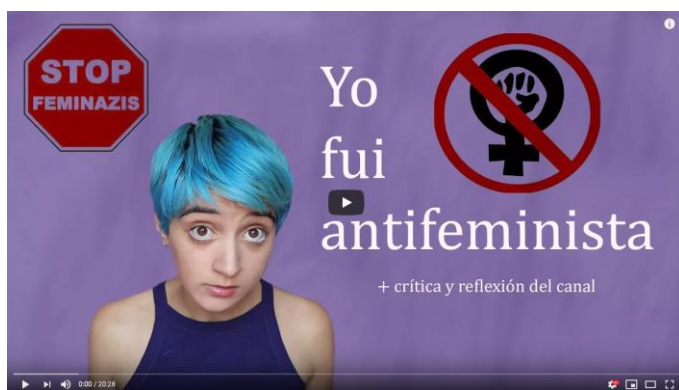 STOP
FEMINAZIS
Yo
fui
antifeminista
+ crítica y reflexión del canal
0:00 / 20:28